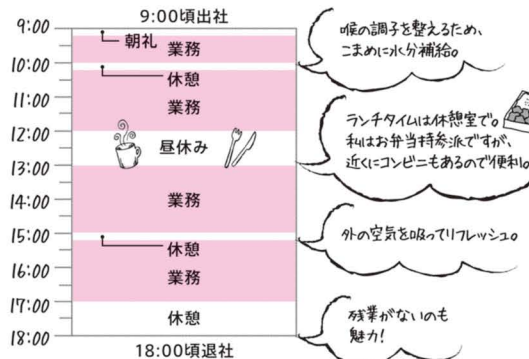 9:00頃出社
9:00
朝礼
業務
10:00
休憩
11:00
業務
12:00
昼休み
13:00
14:00
業務
15:00
休憩
16:00
業務
17:00
休憩
18:00
18:00頃退社
喉の調子を整えるため、
こまめに水分補給。
ランチタイムは休憩室で。
私はお弁当持参派ですが、
近くにコンビニもあるので便利。
外の空気を吸ってリフレッシュ。
残業がないのも
魅力!